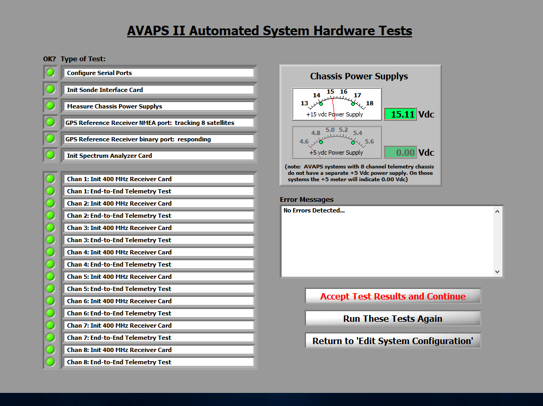 AVAPS II Automated System Hardware Tests
OK? Type of Test:
Configure Serial Ports
Init Sonde Interface Card
Measure Chassis Power Supplys
GPS Reference Receiver NMEA port: tracking 8 satellites
GPS Reference Receiver binary port: responding
Init Spectrum Analyzer Card
Chan 1: Init 400 MHz Receiver Card
Chan 1: End-to-End Telemetry Test
Chan 2: Init 400 MHz Receiver Card
Chan 2: End-to-End Telemetry Test
Chan 3: Init 400 MHz Receiver Card
Chan 3: End-to-End Telemetry Test
Chan 4: Init 400 MHz Receiver Card
Chan 4: End-to-End Telemetry Test
Chan 5: Init 400 MHz Receiver Card
Chan 5: End-to-End Telemetry Test
Chan 6: Init 400 MHz Receiver Card
Chan 6: End-to-End Telemetry Test
Chan 7: Init 400 MHz Receiver Card
Chan 7: End-to-End Telemetry Test
Chan 8: Init 400 MHz Receiver Card
Chan 8: End-to-End Telemetry Test
Chassis Power Supplys
13 14 15 16 17 18
+15 vdc Power Supply
15.11 Vdc
4.6 4.8 5.0 5.2 5.4 5.6
+5 vdc Power Supply
0.00 Vdc
(note: AVAPS systems with 8 channel telemetry chassis
do not have a separate +5 Vdc power supply. On those
systems the +5 meter will indicate 0.00 Vdc)
Error Messages
No Errors Detected...
Accept Test Results and Continue
Run These Tests Again
Return to 'Edit System Configuration'